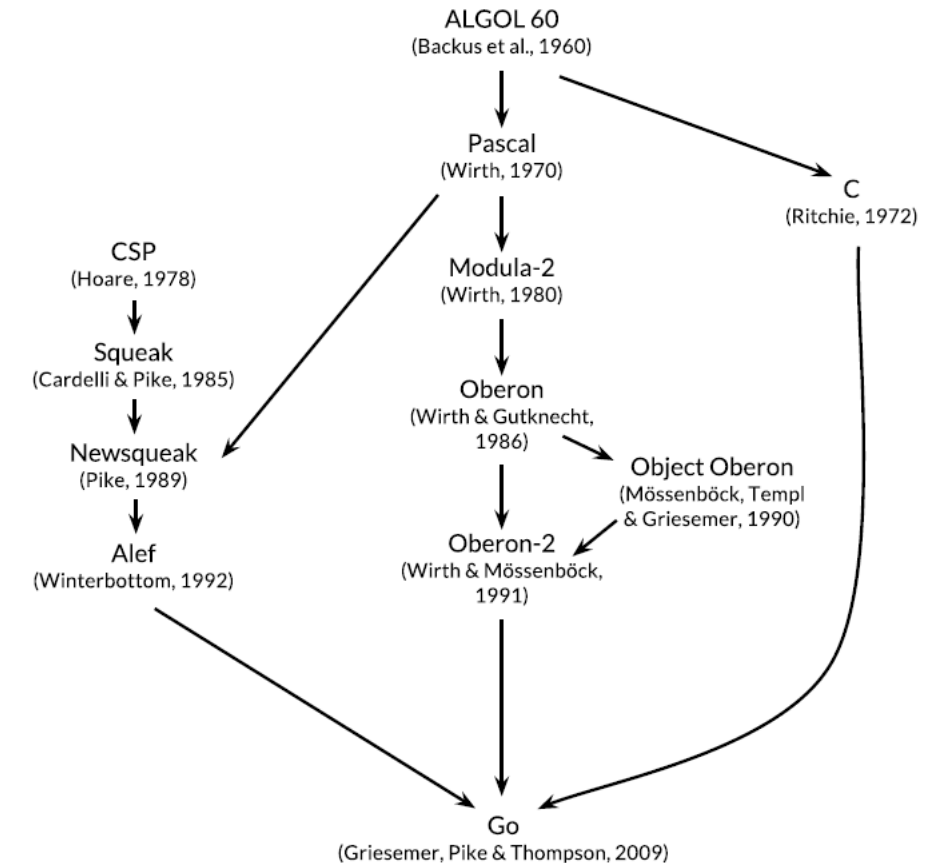 ALGOL 60
(Backus et al., 1960)
Pascal
(Wirth, 1970)
C
(Ritchie, 1972)
CSP
(Hoare, 1978)
Modula-2
(Wirth, 1980)
Squeak
(Cardelli & Pike, 1985)
Oberon
(Wirth & Gutknecht,
1986)
Newsqueak
(Pike, 1989)
Object Oberon
(Mössenböck, Templ
& Griesemer, 1990)
Oberon-2
(Wirth & Mössenböck,
1991)
Alef
(Winterbottom, 1992)
Go
(Griesemer, Pike & Thompson, 2009)